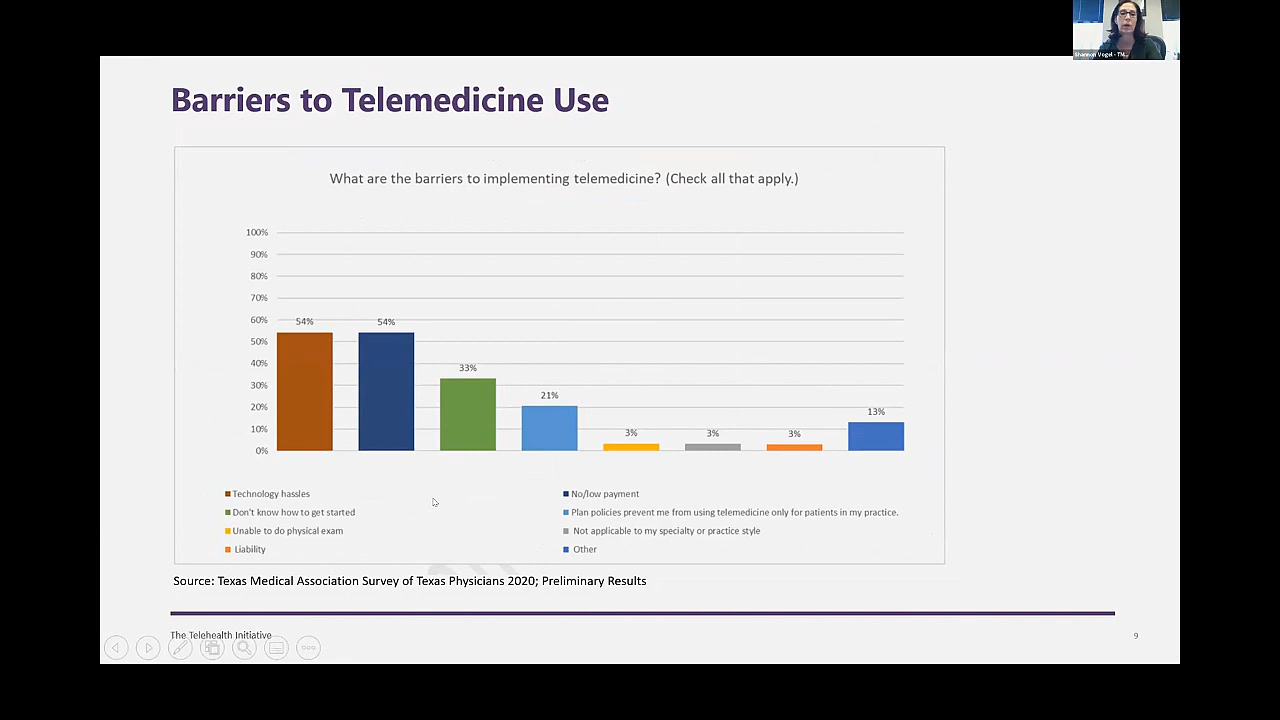 Shannon Vogel - TM...
Barriers to Telemedicine Use
What are the barriers to implementing telemedicine? (Check all that apply.)
100%
90%
80%
70%
60%
50%
40%
30%
20%
10%
0%
54%
54%
33%
21%
3%
3%
3%
13%
Technology hassles
No/low payment
Don't know how to get started
Plan policies prevent me from using telemedicine only for patients in my practice.
Unable to do physical exam
Not applicable to my specialty or practice style
Liability
Other
Source: Texas Medical Association Survey of Texas Physicians 2020; Preliminary Results
The Telehealth Initiative
9